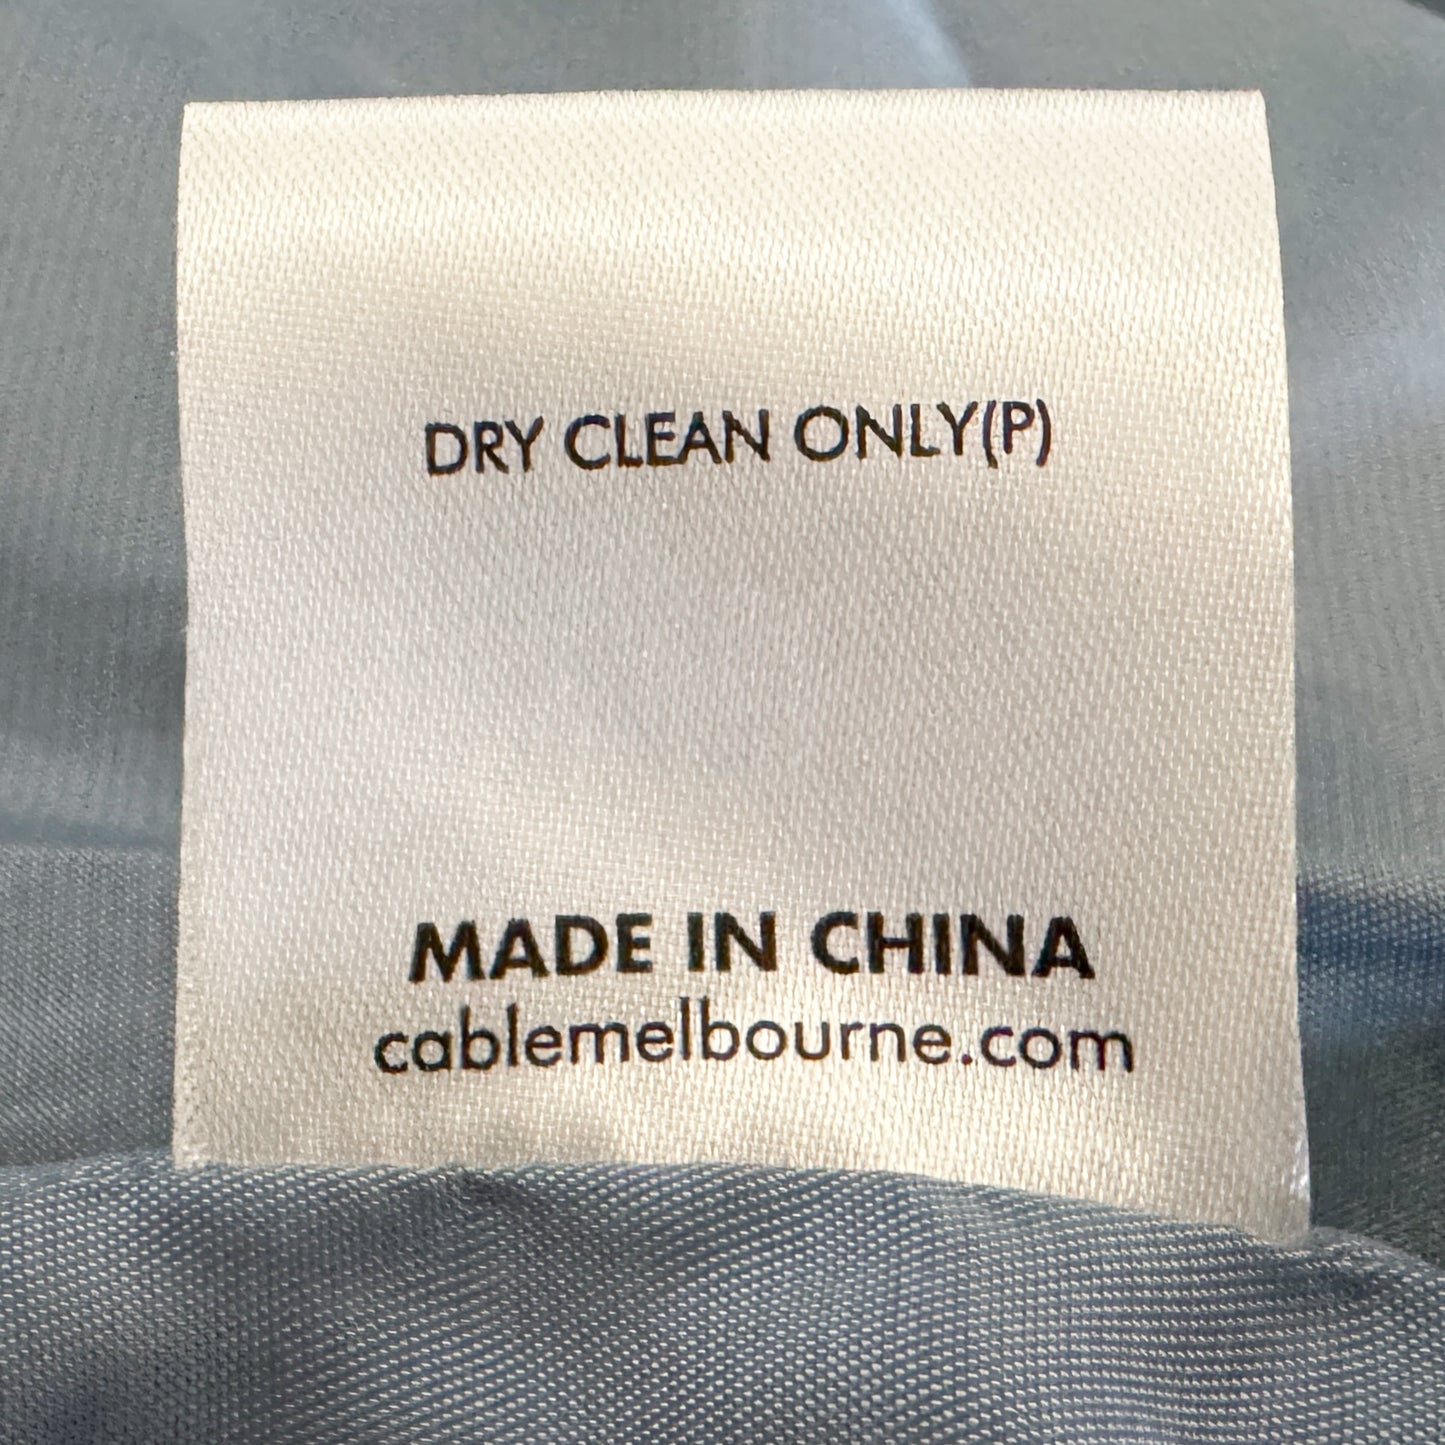 DRY CLEAN ONLY(P)
MADE IN CHINA
cablemelbourne.com